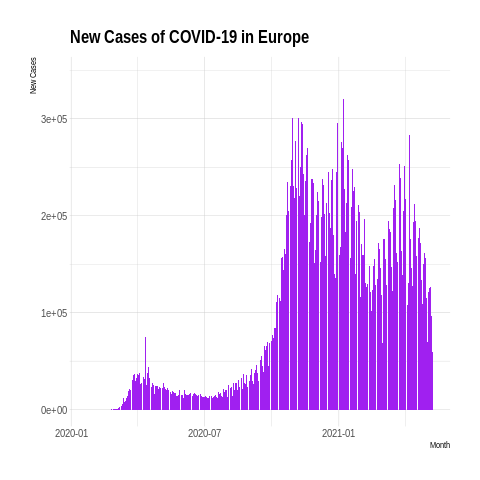 New Cases of COVID-19 in Europe
New Cases
3e+05
2e+05
1e+05
0e+00
2020-01 2020-07 2021-01
Month